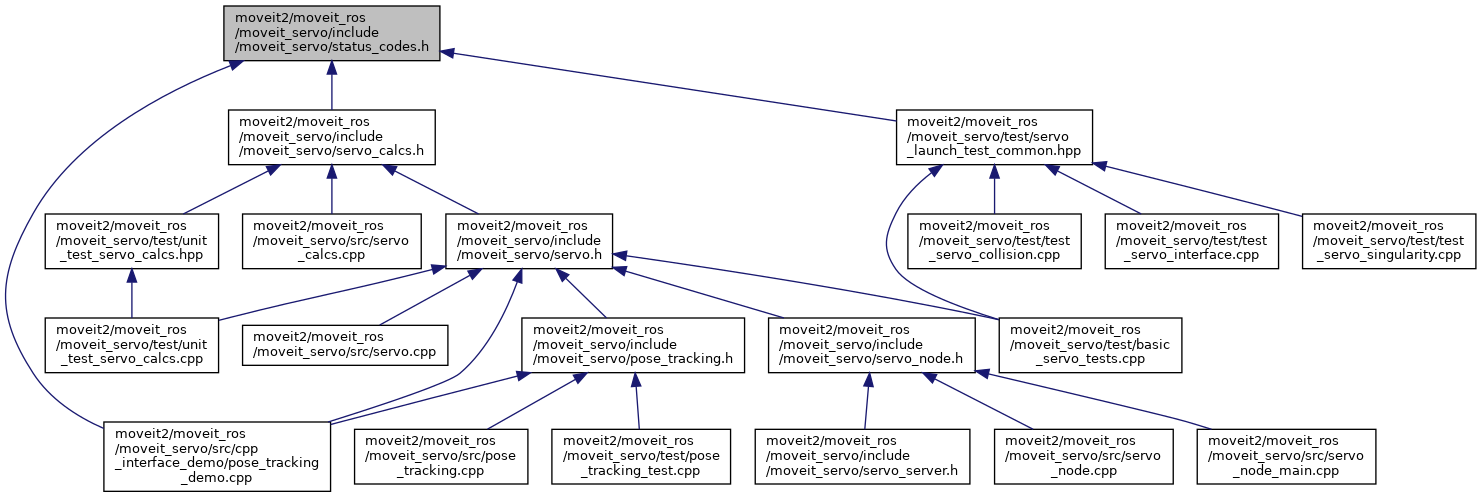 moveit2/moveit_ros
/moveit_servo/include
/moveit_servo/status_codes.h
moveit2/moveit_ros
/moveit_servo/include
/moveit_servo/servo_calcs.h
moveit2/moveit_ros
/moveit_servo/test/servo
_launch_test_common.hpp
moveit2/moveit_ros
/moveit_servo/test/unit
_test_servo_calcs.hpp
moveit2/moveit_ros
/moveit_servo/src/servo
_calcs.cpp
moveit2/moveit_ros
/moveit_servo/include
/moveit_servo/servo.h
moveit2/moveit_ros
/moveit_servo/test/test
_servo_collision.cpp
moveit2/moveit_ros
/moveit_servo/test/test
_servo_interface.cpp
moveit2/moveit_ros
/moveit_servo/test/test
_servo_singularity.cpp
moveit2/moveit_ros
/moveit_servo/test/unit
_test_servo_calcs.cpp
moveit2/moveit_ros
/moveit_servo/src/servo.cpp
moveit2/moveit_ros
/moveit_servo/include
/moveit_servo/pose_tracking.h
moveit2/moveit_ros
/moveit_servo/include
/moveit_servo/servo_node.h
moveit2/moveit_ros
/moveit_servo/test/basic
_servo_tests.cpp
moveit2/moveit_ros
/moveit_servo/src/cpp
_interface_demo/pose_tracking
_demo.cpp
moveit2/moveit_ros
/moveit_servo/src/pose
_tracking.cpp
moveit2/moveit_ros
/moveit_servo/test/pose
_tracking_test.cpp
moveit2/moveit_ros
/moveit_servo/include
/moveit_servo/servo_server.h
moveit2/moveit_ros
/moveit_servo/src/servo
_node.cpp
moveit2/moveit_ros
/moveit_servo/src/servo
_node_main.cpp